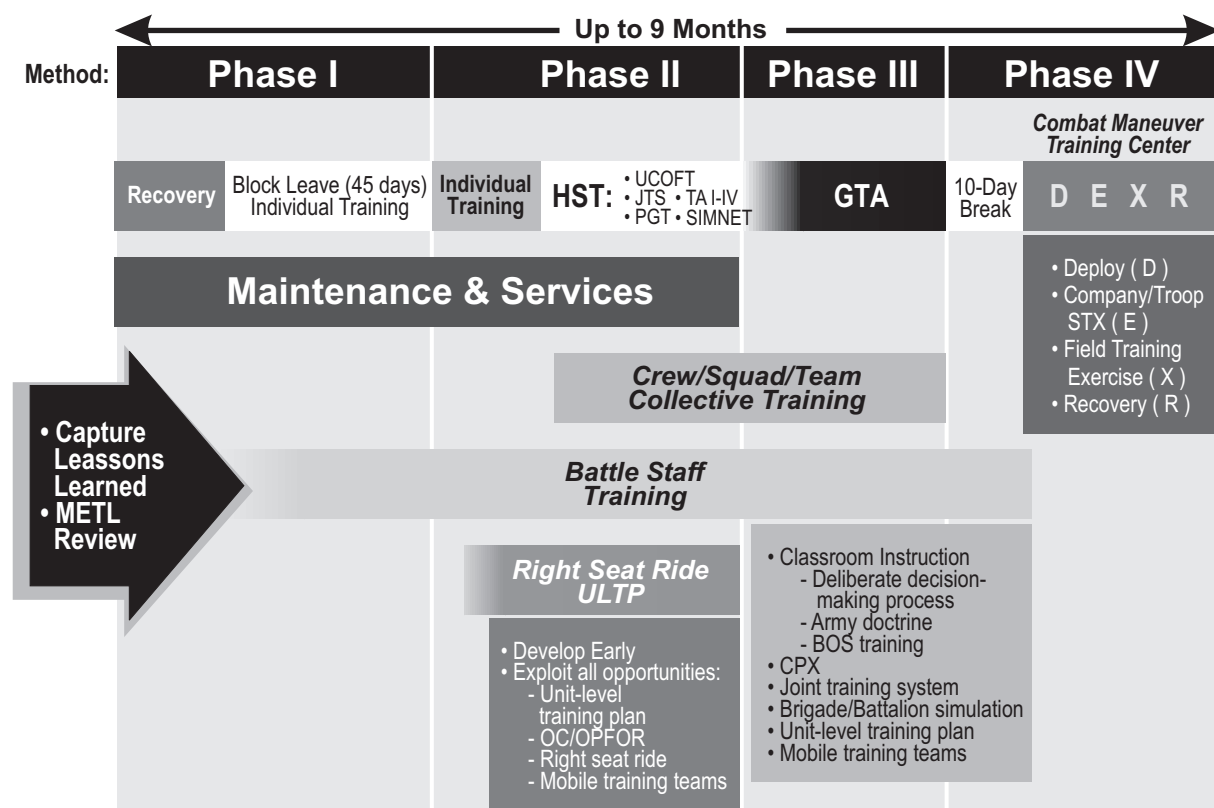 Up to 9 Months
Method:
Phase I
Phase II
Phase III
Phase IV
Combat Maneuver
Training Center
Recovery
Block Leave (45 days)
Individual Training
Individual
Training
HST:
• UCOFT
• JTS • TA I-IV
• PGT • SIMNET
GTA
10-Day
Break
D E X R
• Deploy ( D )
• Company/Troop
STX ( E )
• Field Training
Exercise ( X )
• Recovery ( R )
Maintenance & Services
Crew/Squad/Team
Collective Training
• Capture
Leassons
Learned
• METL
Review
Battle Staff
Training
Right Seat Ride
ULTP
• Develop Early
• Exploit all opportunities:
- Unit-level
training plan
- OC/OPFOR
- Right seat ride
- Mobile training teams
• Classroom Instruction
- Deliberate decision-
making process
- Army doctrine
- BOS training
• CPX
• Joint training system
• Brigade/Battalion simulation
• Unit-level training plan
• Mobile training teams